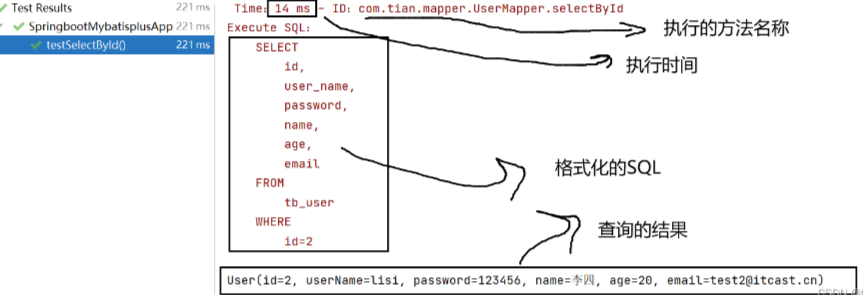 Test Results 221 ms
SpringbootMybatisplusApp 221 ms
testSelectById() 221 ms
Time: 14 ms - ID: com.tian.mapper.UserMapper.selectById
Execute SQL:
SELECT
id,
user_name,
password,
name,
age,
email
FROM
tb_user
WHERE
id=2
执行的方法名称
执行时间
格式化的SQL
查询的结果
User(id=2, userName=lisi, password=123456, name=李四, age=20, email=test2@itcast.cn)